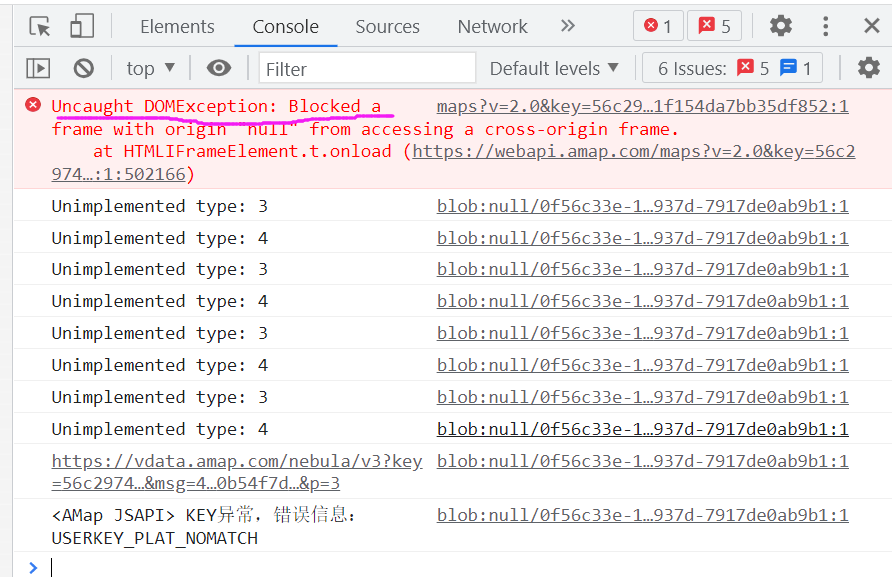 Elements Console Sources Network » 1 5
top ▼ Filter Default levels ▼ 6 Issues: 5 1
Uncaught DOMException: Blocked a maps?v=2.0&key=56c29…1f154da7bb35df852:1
frame with origin "null" from accessing a cross-origin frame.
at HTMLIFrameElement.t.onload (https://webapi.amap.com/maps?v=2.0&key=56c2
974…:1:502166)
Unimplemented type: 3 blob:null/0f56c33e-1…937d-7917de0ab9b1:1
Unimplemented type: 4 blob:null/0f56c33e-1…937d-7917de0ab9b1:1
Unimplemented type: 3 blob:null/0f56c33e-1…937d-7917de0ab9b1:1
Unimplemented type: 4 blob:null/0f56c33e-1…937d-7917de0ab9b1:1
Unimplemented type: 3 blob:null/0f56c33e-1…937d-7917de0ab9b1:1
Unimplemented type: 4 blob:null/0f56c33e-1…937d-7917de0ab9b1:1
Unimplemented type: 3 blob:null/0f56c33e-1…937d-7917de0ab9b1:1
Unimplemented type: 4 blob:null/0f56c33e-1…937d-7917de0ab9b1:1
https://vdata.amap.com/nebula/v3?key blob:null/0f56c33e-1…937d-7917de0ab9b1:1
=56c2974…&msg=4…0b54f7d…&p=3
<AMap JSAPI> KEY异常，错误信息： blob:null/0f56c33e-1…937d-7917de0ab9b1:1
USERKEY_PLAT_NOMATCH